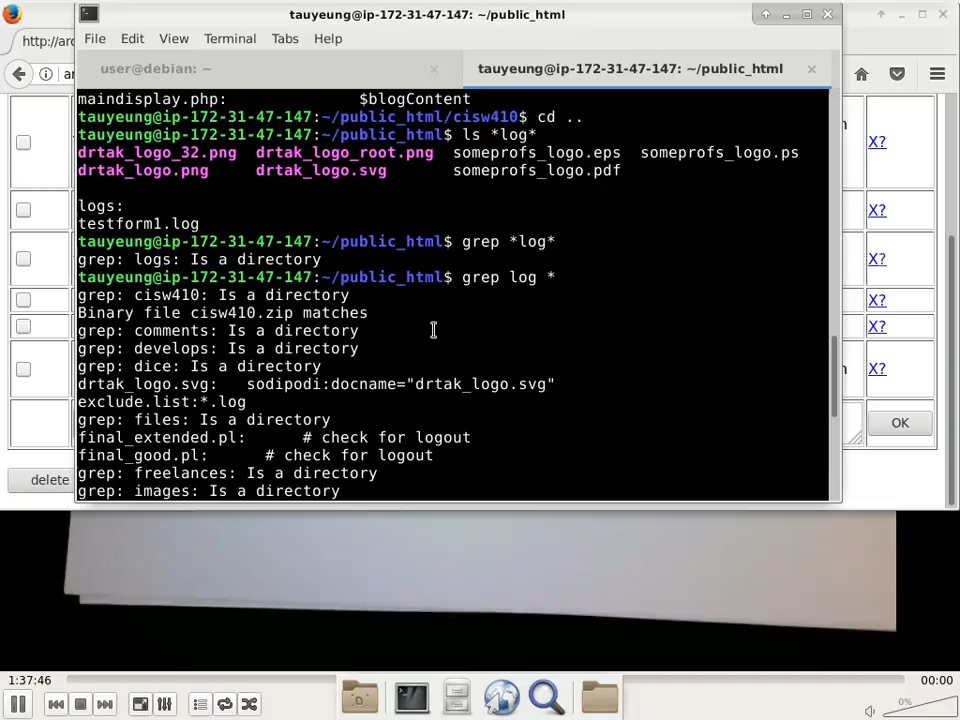 tauyeung@ip-172-31-47-147: ~/public_html
File Edit View Terminal Tabs Help
http://arc
user@debian: ~ × tauyeung@ip-172-31-47-147: ~/public_html ×
maindisplay.php: $blogContent
tauyeung@ip-172-31-47-147:~/public_html/cisw410$ cd ..
tauyeung@ip-172-31-47-147:~/public_html$ ls *log*
drtak_logo_32.png drtak_logo_root.png someprofs_logo.eps someprofs_logo.ps
drtak_logo.png drtak_logo.svg someprofs_logo.pdf
logs:
testform1.log
tauyeung@ip-172-31-47-147:~/public_html$ grep *log*
grep: logs: Is a directory
tauyeung@ip-172-31-47-147:~/public_html$ grep log *
grep: cisw410: Is a directory
Binary file cisw410.zip matches
grep: comments: Is a directory
grep: develops: Is a directory
grep: dice: Is a directory
drtak_logo.svg: sodipodi:docname="drtak_logo.svg"
exclude.list:*.log
grep: files: Is a directory
final_extended.pl: # check for logout
final_good.pl: # check for logout
grep: freelances: Is a directory
grep: images: Is a directory
X?
X?
X?
X?
X?
X?
OK
delete
1:37:46 00:00
0%